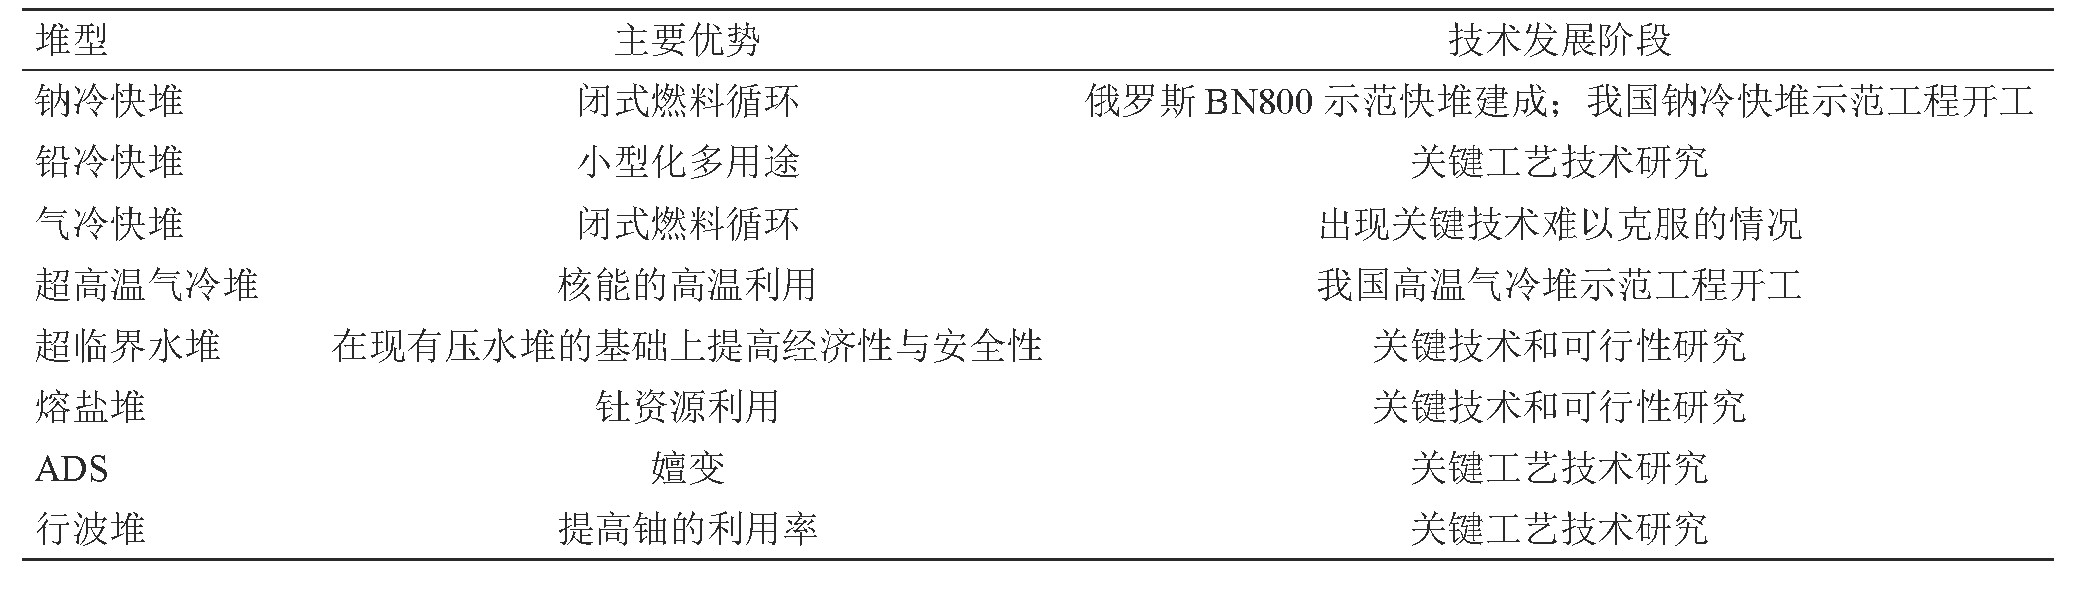 堆型 主要优势 技术发展阶段
钠冷快堆 闭式燃料循环 俄罗斯BN800 示范快堆建成；我国钠冷快堆示范工程开工
铅冷快堆 小型化多用途 关键工艺技术研究
气冷快堆 闭式燃料循环 出现关键技术难以克服的情况
超高温气冷堆 核能的高温利用 我国高温气冷堆示范工程开工
超临界水堆 在现有压水堆的基础上提高经济性与安全性 关键技术和可行性研究
熔盐堆 钍资源利用 关键技术和可行性研究
ADS 嬗变 关键工艺技术研究
行波堆 提高铀的利用率 关键工艺技术研究